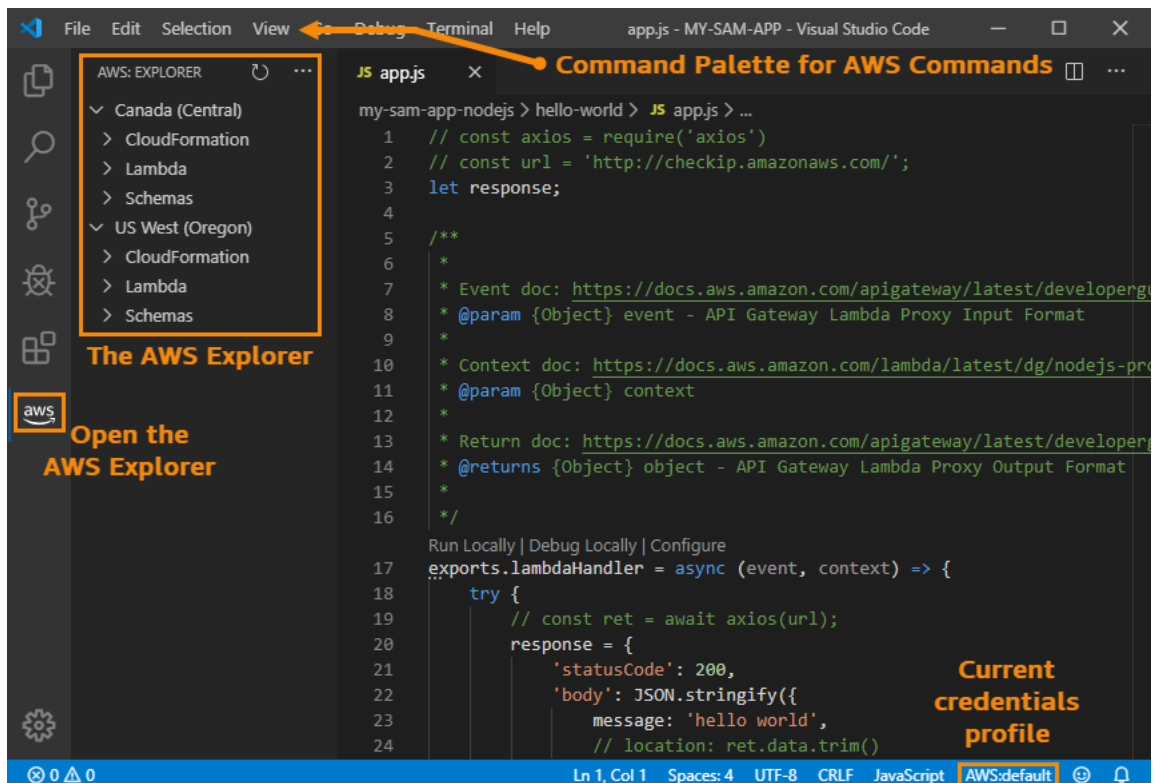 File Edit Selection View Debug Terminal Help app.js - MY-SAM-APP - Visual Studio Code
Command Palette for AWS Commands
AWS: EXPLORER
Canada (Central)
CloudFormation
Lambda
Schemas
US West (Oregon)
CloudFormation
Lambda
Schemas
The AWS Explorer
aws
Open the
AWS Explorer
JS app.js
my-sam-app-nodejs > hello-world > JS app.js > ...
1 // const axios = require('axios')
2 // const url = 'http://checkip.amazonaws.com/';
3 let response;
4
5 /**
6 *
7 * Event doc: https://docs.aws.amazon.com/apigateway/latest/developergu
8 * @param {Object} event - API Gateway Lambda Proxy Input Format
9 *
10 * Context doc: https://docs.aws.amazon.com/lambda/latest/dg/nodejs-pro
11 * @param {Object} context
12 *
13 * Return doc: https://docs.aws.amazon.com/apigateway/latest/developerg
14 * @returns {Object} object - API Gateway Lambda Proxy Output Format
15 *
16 */
Run Locally | Debug Locally | Configure
17 exports.lambdaHandler = async (event, context) => {
18 try {
19 // const ret = await axios(url);
20 response = {
21 'statusCode': 200,
22 'body': JSON.stringify({
23 message: 'hello world',
24 // location: ret.data.trim()
Current
credentials
profile
0 0 Ln 1, Col 1 Spaces: 4 UTF-8 CRLF JavaScript AWS:default